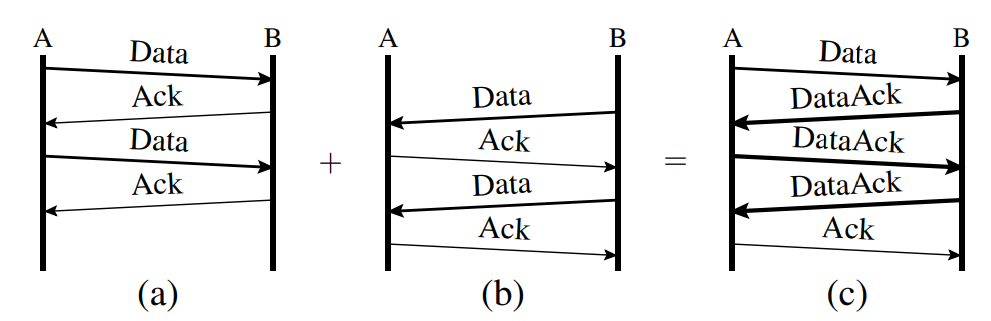 A B
Data
Ack
Data
Ack
(a)
+
A B
Data
Ack
Data
Ack
(b)
=
A B
Data
DataAck
DataAck
DataAck
Ack
(c)